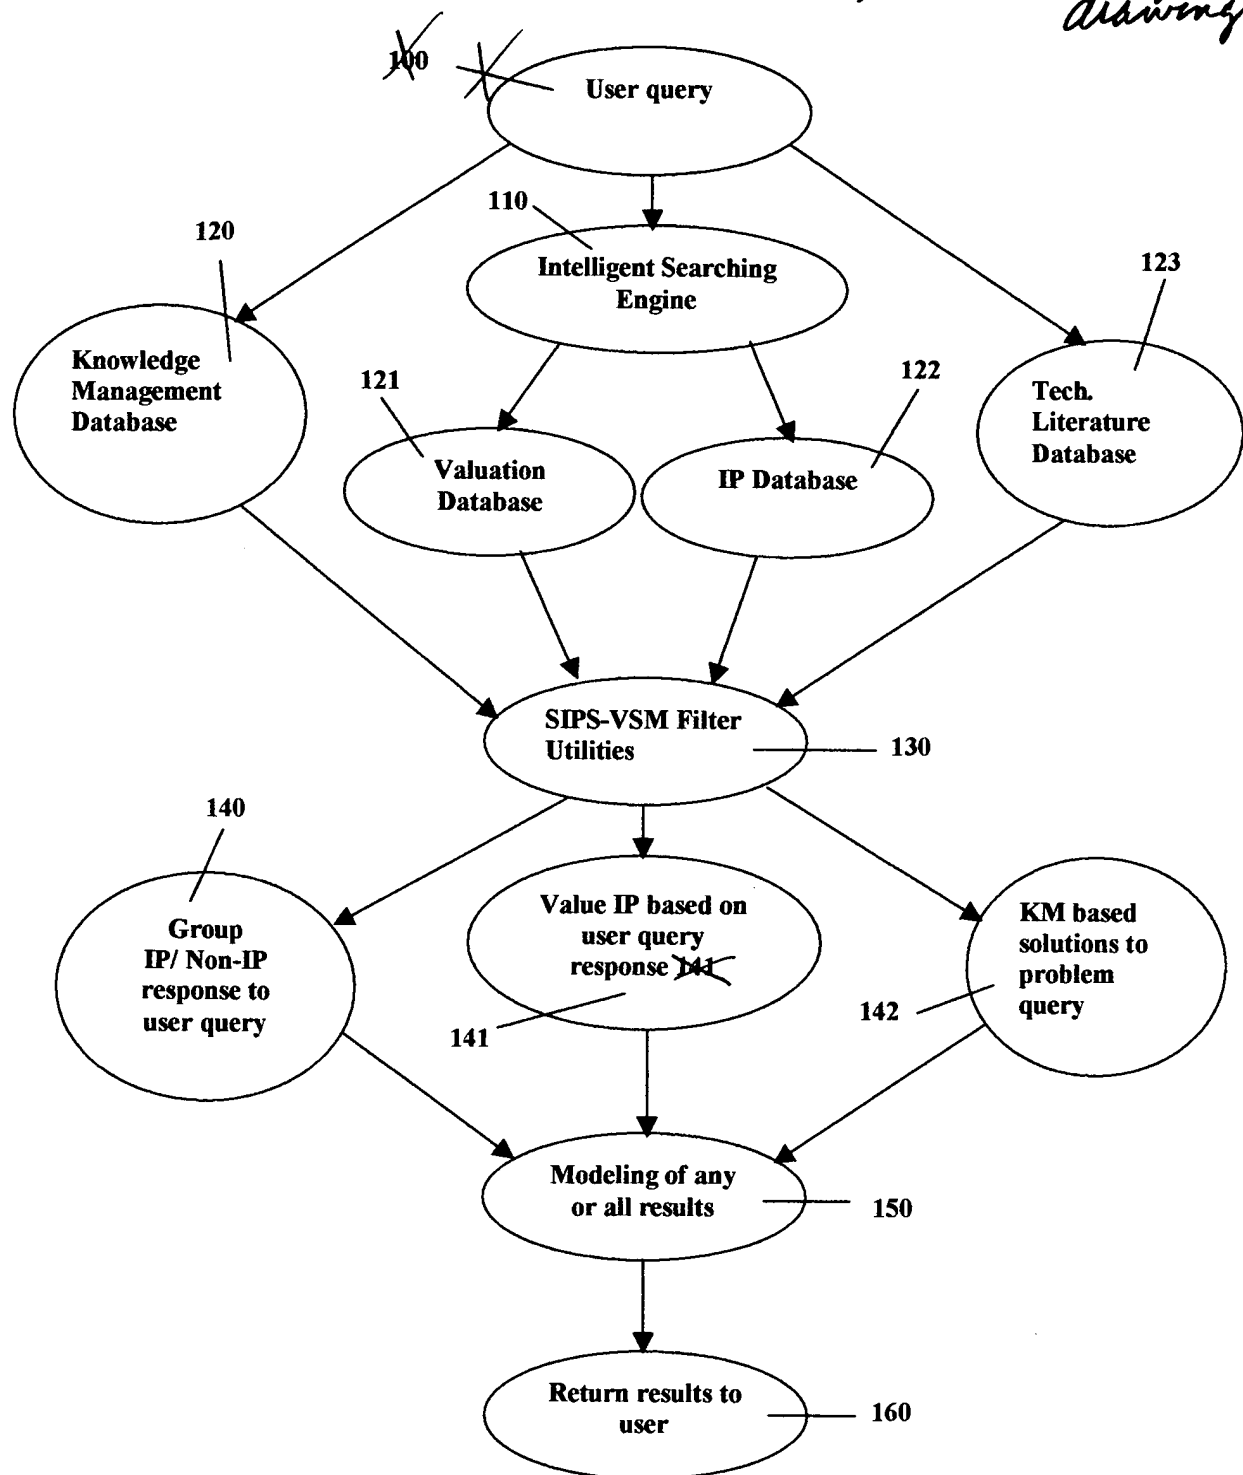 drawing
100
User query
110
Intelligent Searching
Engine
120
123
Knowledge
Management
Database
121
122
Tech.
Literature
Database
Valuation
Database
IP Database
SIPS-VSM Filter
Utilities
130
140
Group
IP/ Non-IP
response to
user query
Value IP based on
user query
response 141
141
KM based
solutions to
problem
query
142
Modeling of any
or all results
150
Return results to
user
160